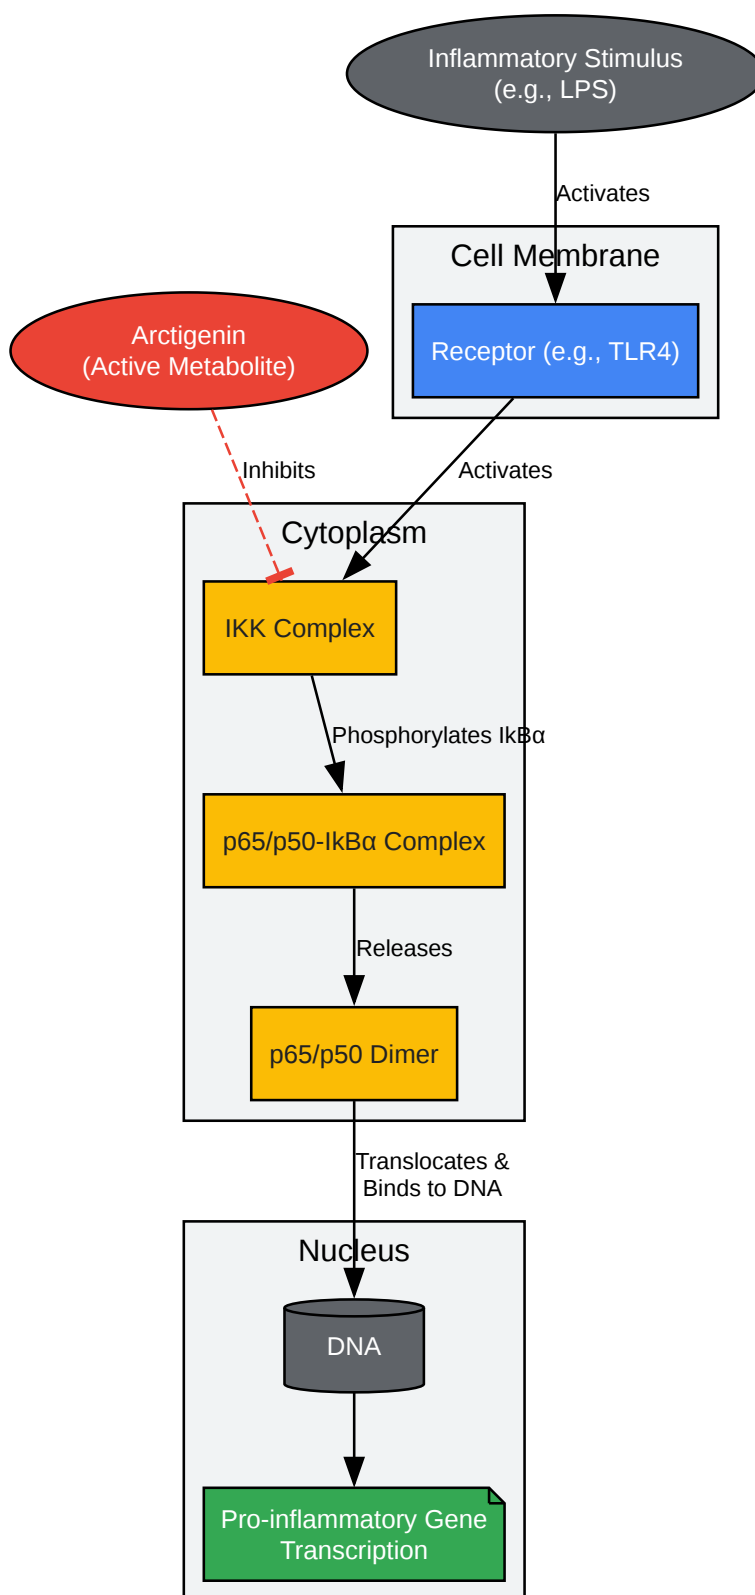 Inflammatory Stimulus
(e.g., LPS)
Activates
Cell Membrane
Receptor (e.g., TLR4)
Arctigenin
(Active Metabolite)
Inhibits
Activates
Cytoplasm
IKK Complex
Phosphorylates IkBα
p65/p50-IkBα Complex
Releases
p65/p50 Dimer
Translocates &
Binds to DNA
Nucleus
DNA
Pro-inflammatory Gene
Transcription